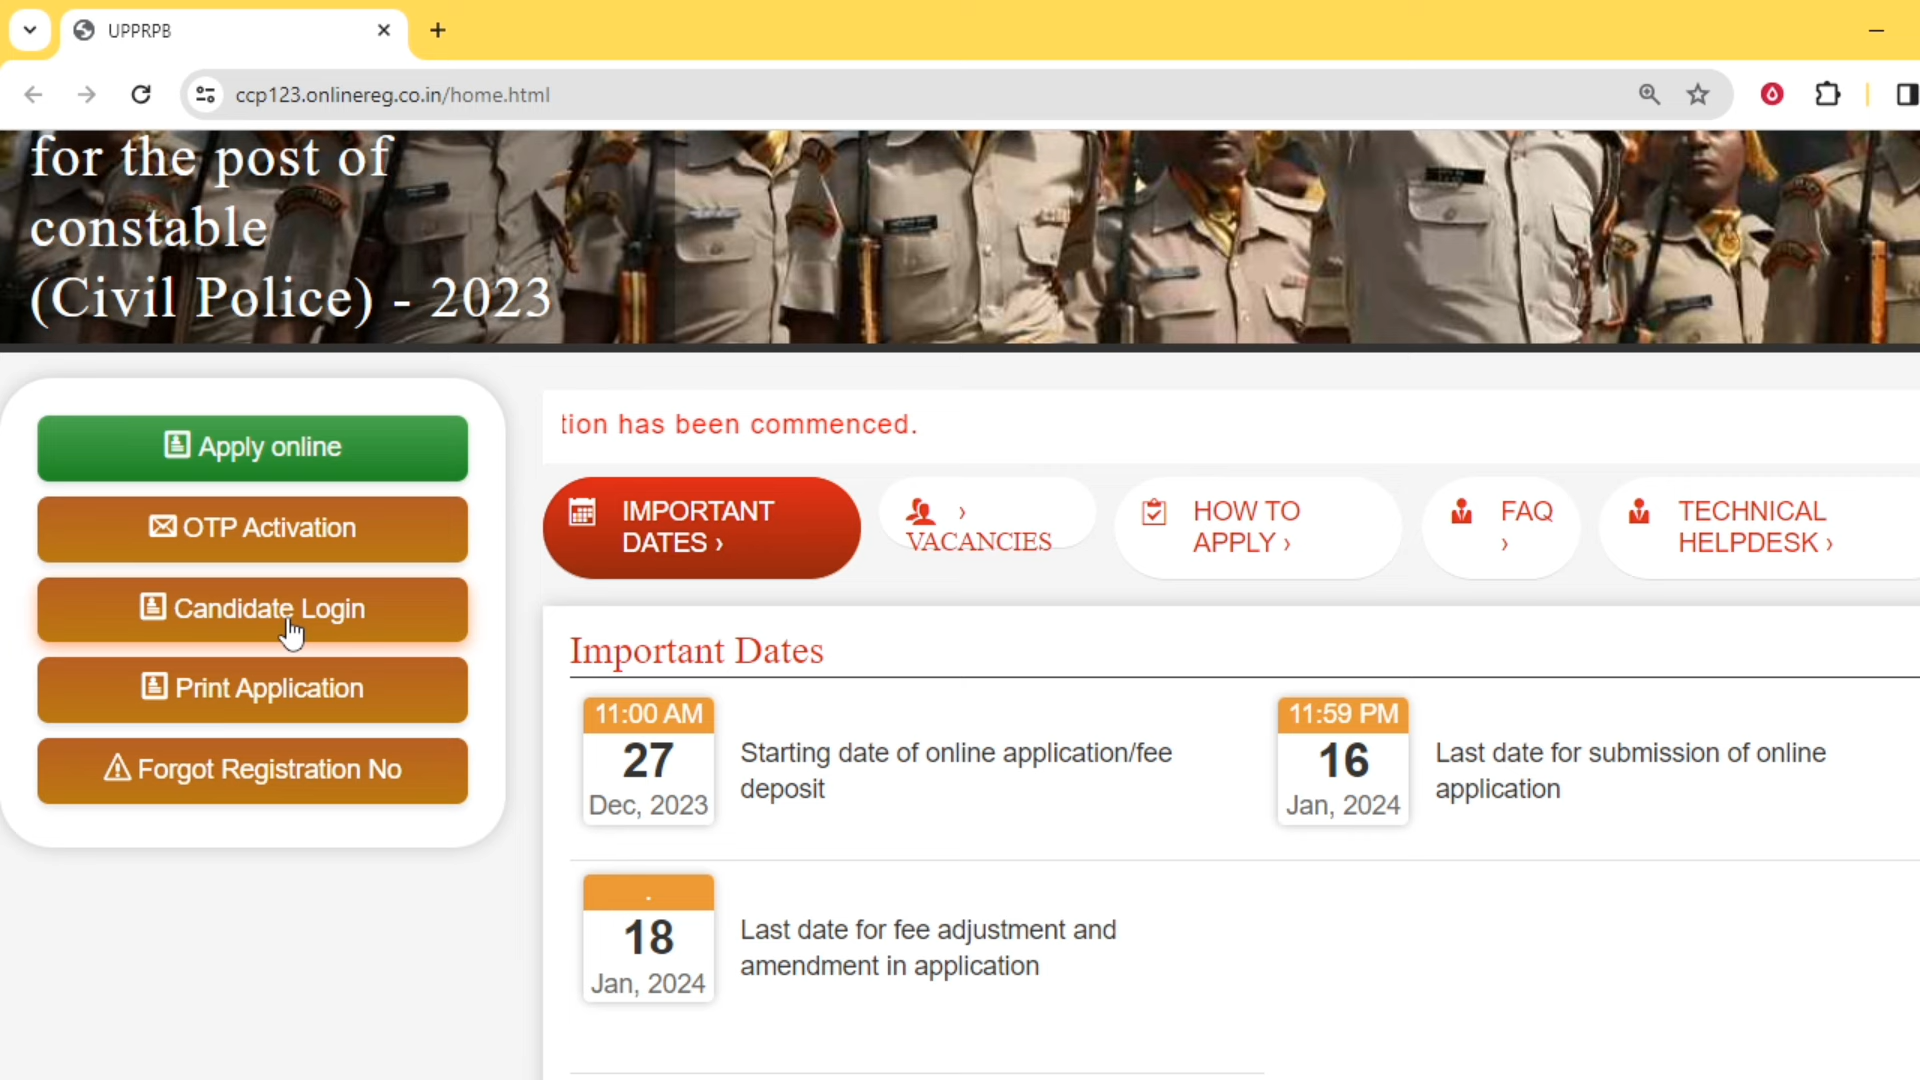 UPPRPB
ccp123.onlinereg.co.in/home.html
for the post of
constable
(Civil Police) - 2023
Apply online
OTP Activation
Candidate Login
Print Application
Forgot Registration No
tion has been commenced.
IMPORTANT
DATES ›
›
VACANCIES
HOW TO
APPLY ›
FAQ
›
TECHNICAL
HELPDESK ›
Important Dates
11:00 AM
27
Dec, 2023
Starting date of online application/fee
deposit
11:59 PM
16
Jan, 2024
Last date for submission of online
application
.
18
Jan, 2024
Last date for fee adjustment and
amendment in application